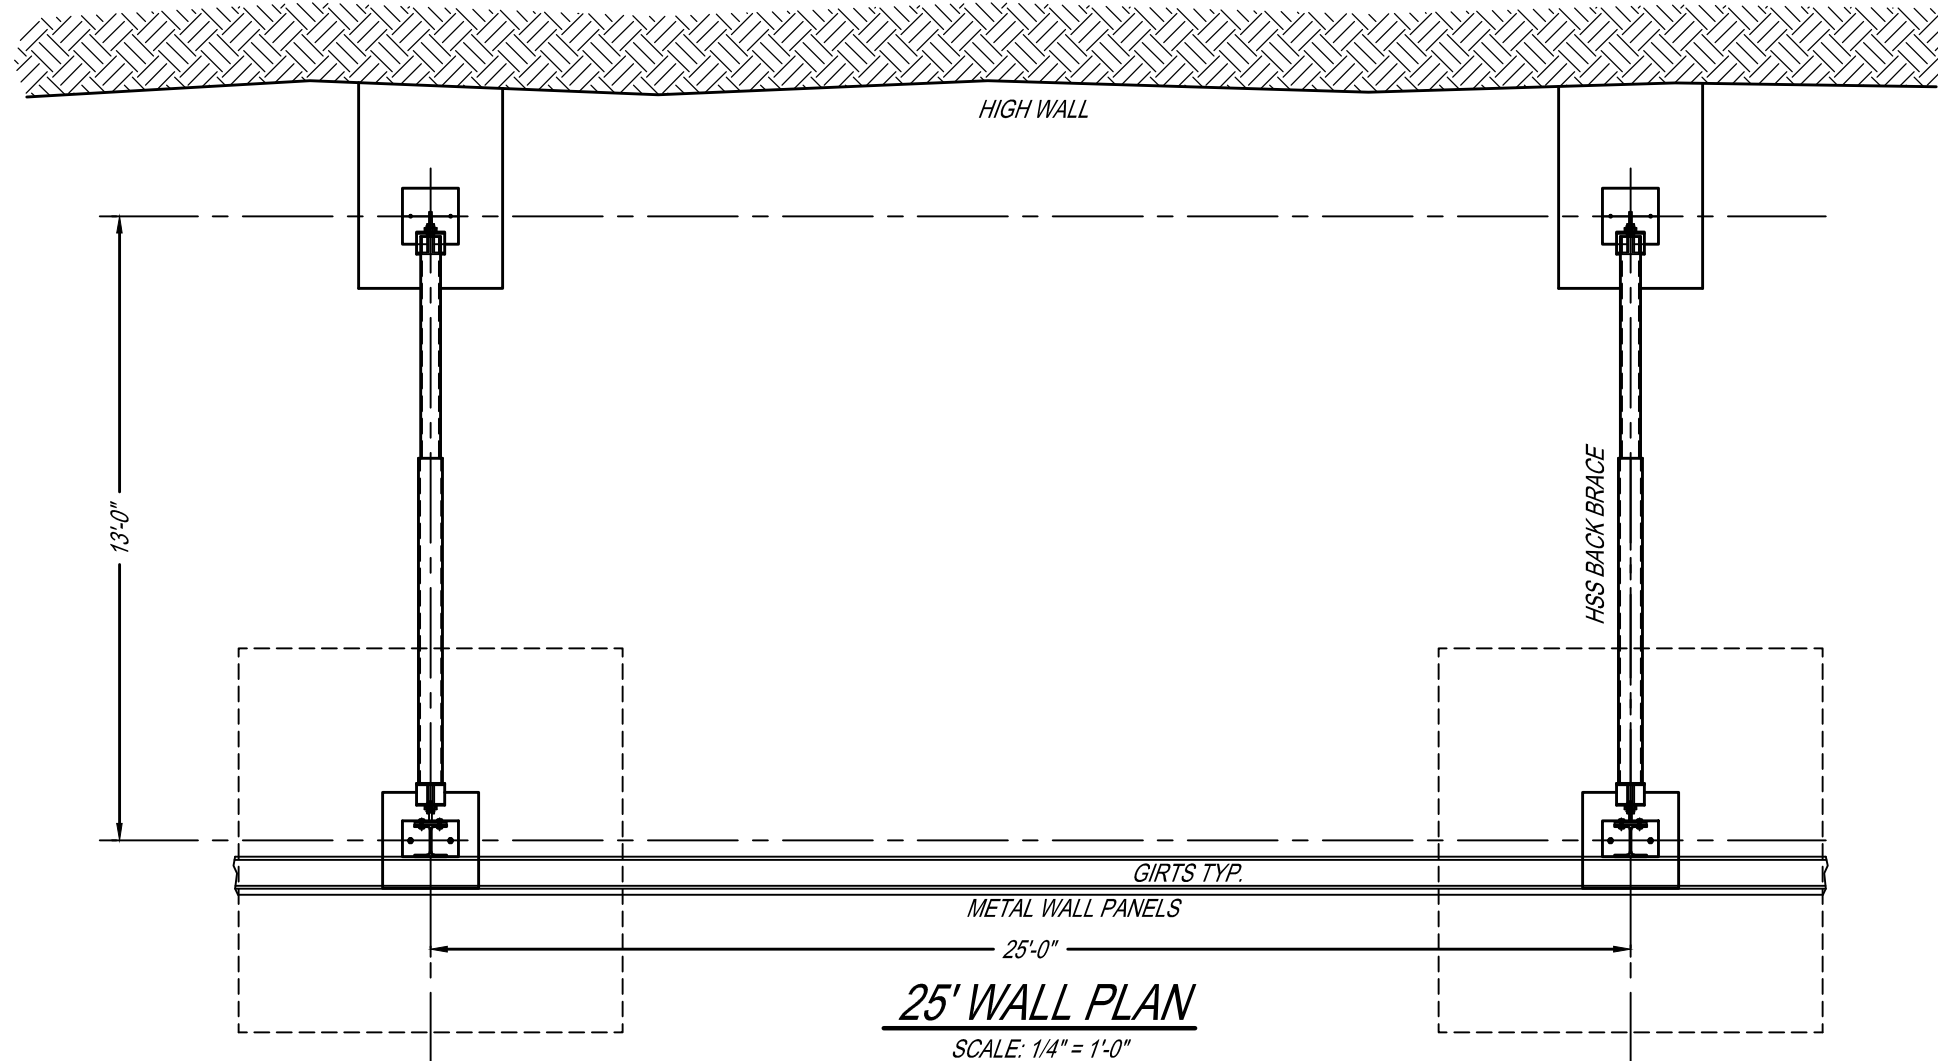 HIGH WALL
13'-0"
HSS BACK BRACE
GIRTS TYP.
METAL WALL PANELS
25'-0"
25' WALL PLAN
SCALE: 1/4" = 1'-0"